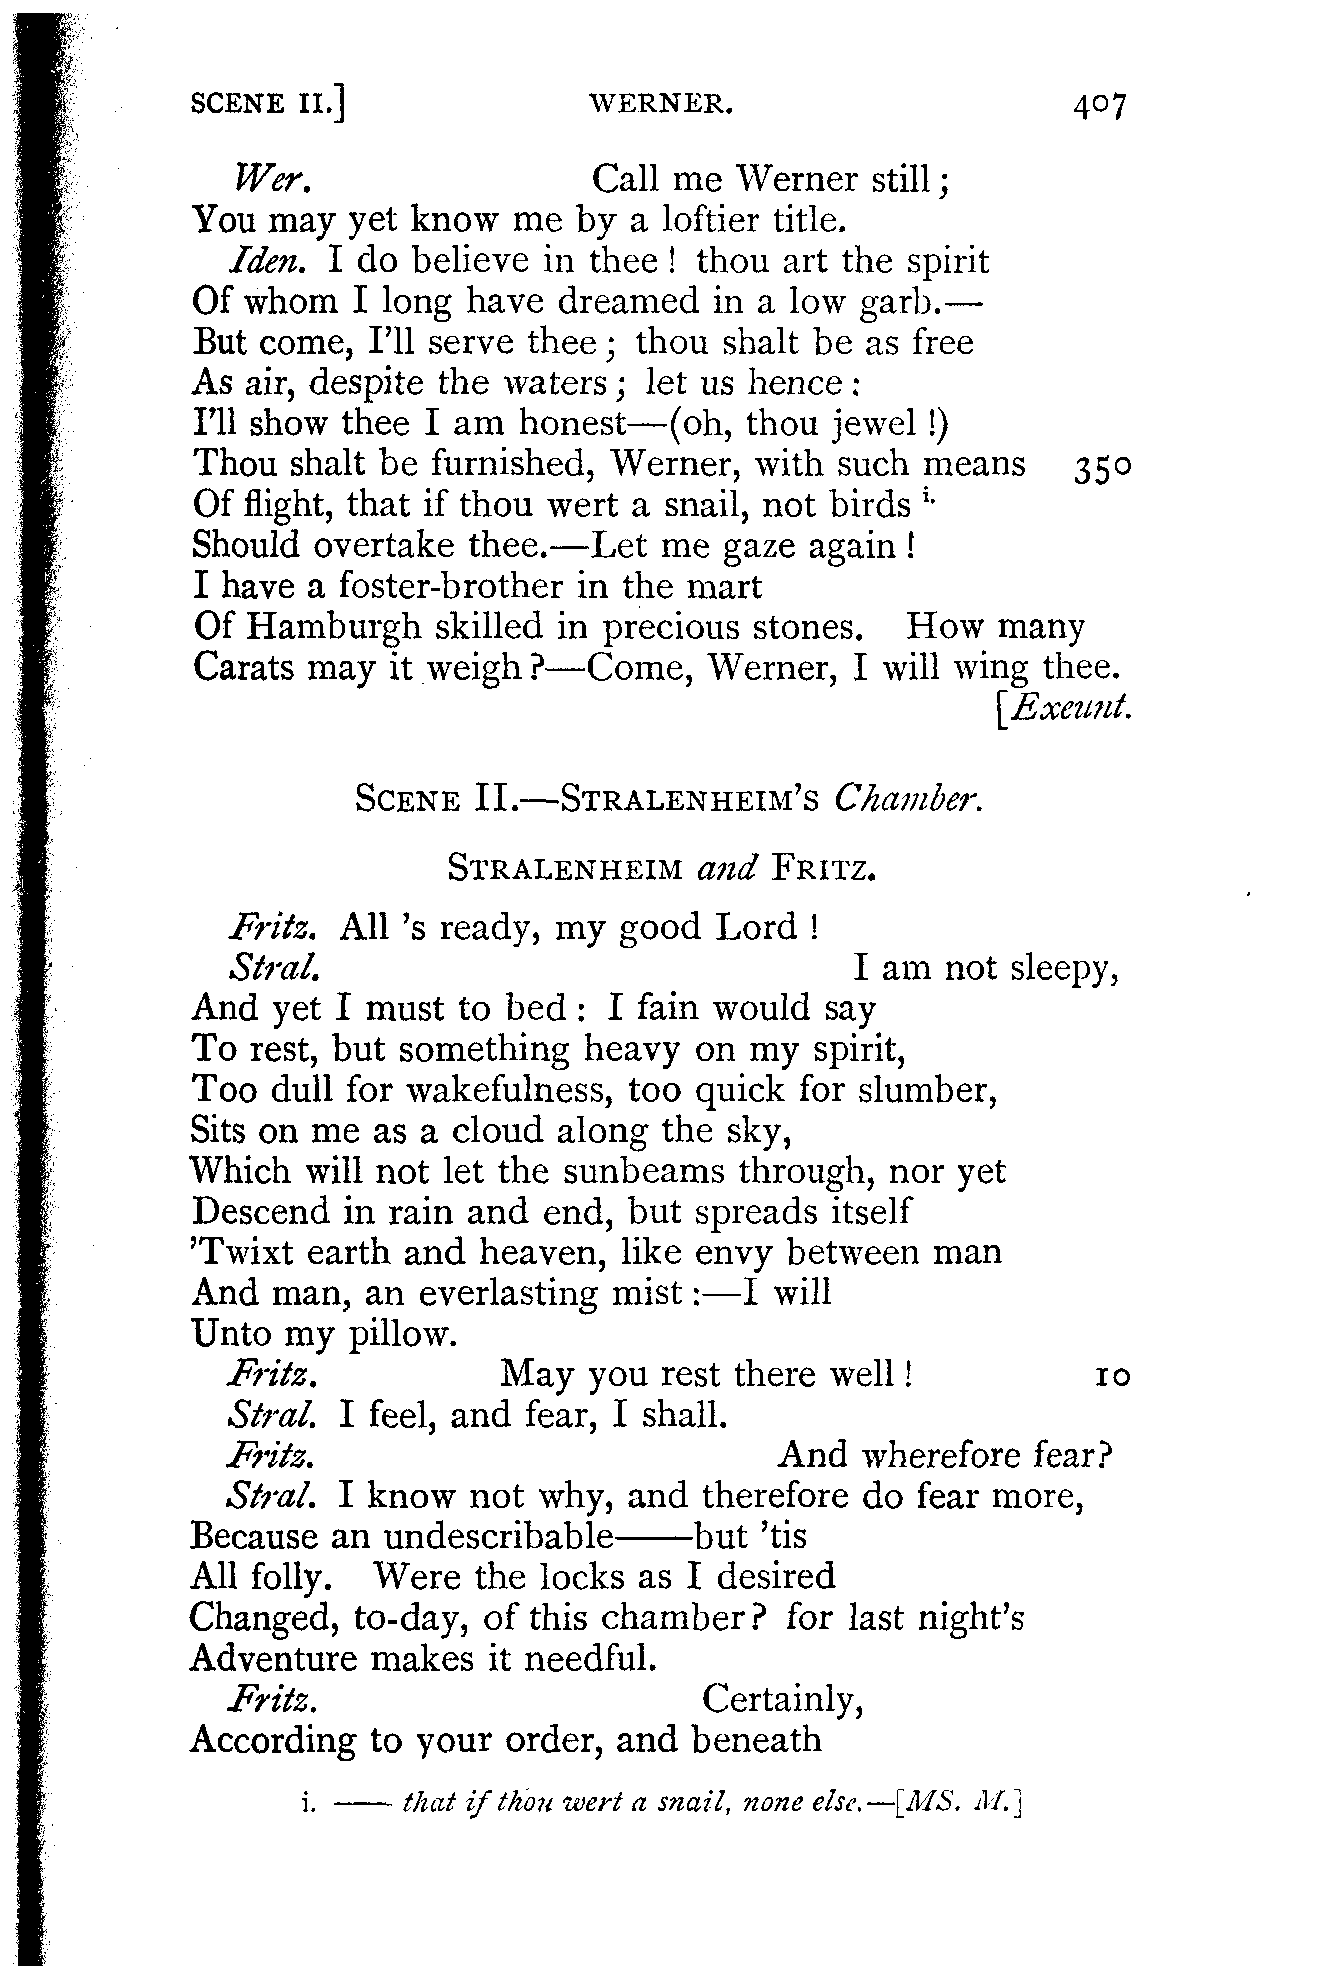 SCENE II.] WERNER. 407
Wer. Call me Werner still;
You may yet know me by a loftier title.
Iden. I do believe in thee! thou art the spirit
Of whom I long have dreamed in a low garb.—
But come, I'll serve thee; thou shalt be as free
As air, despite the waters; let us hence:
I'll show thee I am honest—(oh, thou jewel!)
Thou shalt be furnished, Werner, with such means 350
Of flight, that if thou wert a snail, not birds i.
Should overtake thee.—Let me gaze again!
I have a foster-brother in the mart
Of Hamburgh skilled in precious stones. How many
Carats may it weigh?—Come, Werner, I will wing thee.
[Exeunt.
SCENE II.—STRALENHEIM'S Chamber.
STRALENHEIM and FRITZ.
Fritz. All 's ready, my good Lord!
Stral. I am not sleepy,
And yet I must to bed: I fain would say
To rest, but something heavy on my spirit,
Too dull for wakefulness, too quick for slumber,
Sits on me as a cloud along the sky,
Which will not let the sunbeams through, nor yet
Descend in rain and end, but spreads itself
'Twixt earth and heaven, like envy between man
And man, an everlasting mist:—I will
Unto my pillow.
Fritz. May you rest there well! 10
Stral. I feel, and fear, I shall.
Fritz. And wherefore fear?
Stral. I know not why, and therefore do fear more,
Because an undescribable——but 'tis
All folly. Were the locks as I desired
Changed, to-day, of this chamber? for last night's
Adventure makes it needful.
Fritz. Certainly,
According to your order, and beneath
i. —— that if thou wert a snail, none else.—[MS. M.]